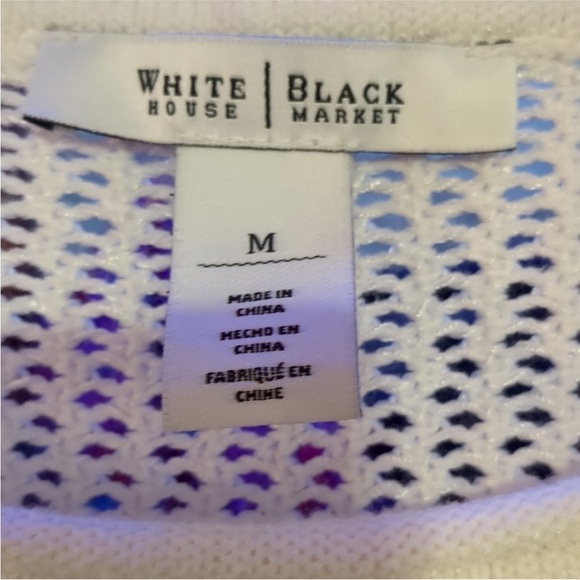 WHITE HOUSE | BLACK MARKET
M
MADE IN
CHINA
HECHO EN
CHINA
FABRIQUÉ EN
CHINE